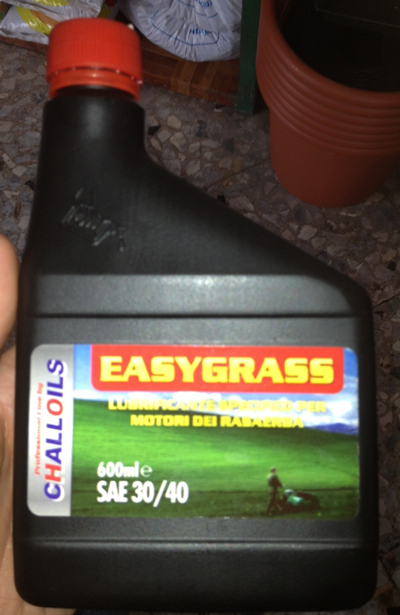 EASYGRASS
LUBRIFICANTE SPECIFICO PER
MOTORI DEI RASAERBA
600ml e
SAE 30/40
Professional Line by
CHALLOILS